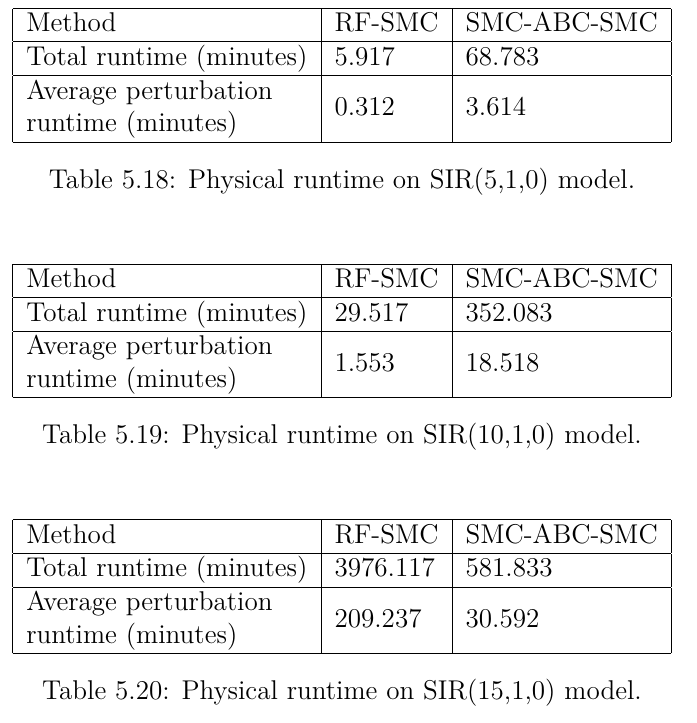 Method RF-SMC SMC-ABC-SMC
Total runtime (minutes) 5.917 68.783
Average perturbation
runtime (minutes) 0.312 3.614
Table 5.18: Physical runtime on SIR(5,1,0) model.
Method RF-SMC SMC-ABC-SMC
Total runtime (minutes) 29.517 352.083
Average perturbation
runtime (minutes) 1.553 18.518
Table 5.19: Physical runtime on SIR(10,1,0) model.
Method RF-SMC SMC-ABC-SMC
Total runtime (minutes) 3976.117 581.833
Average perturbation
runtime (minutes) 209.237 30.592
Table 5.20: Physical runtime on SIR(15,1,0) model.